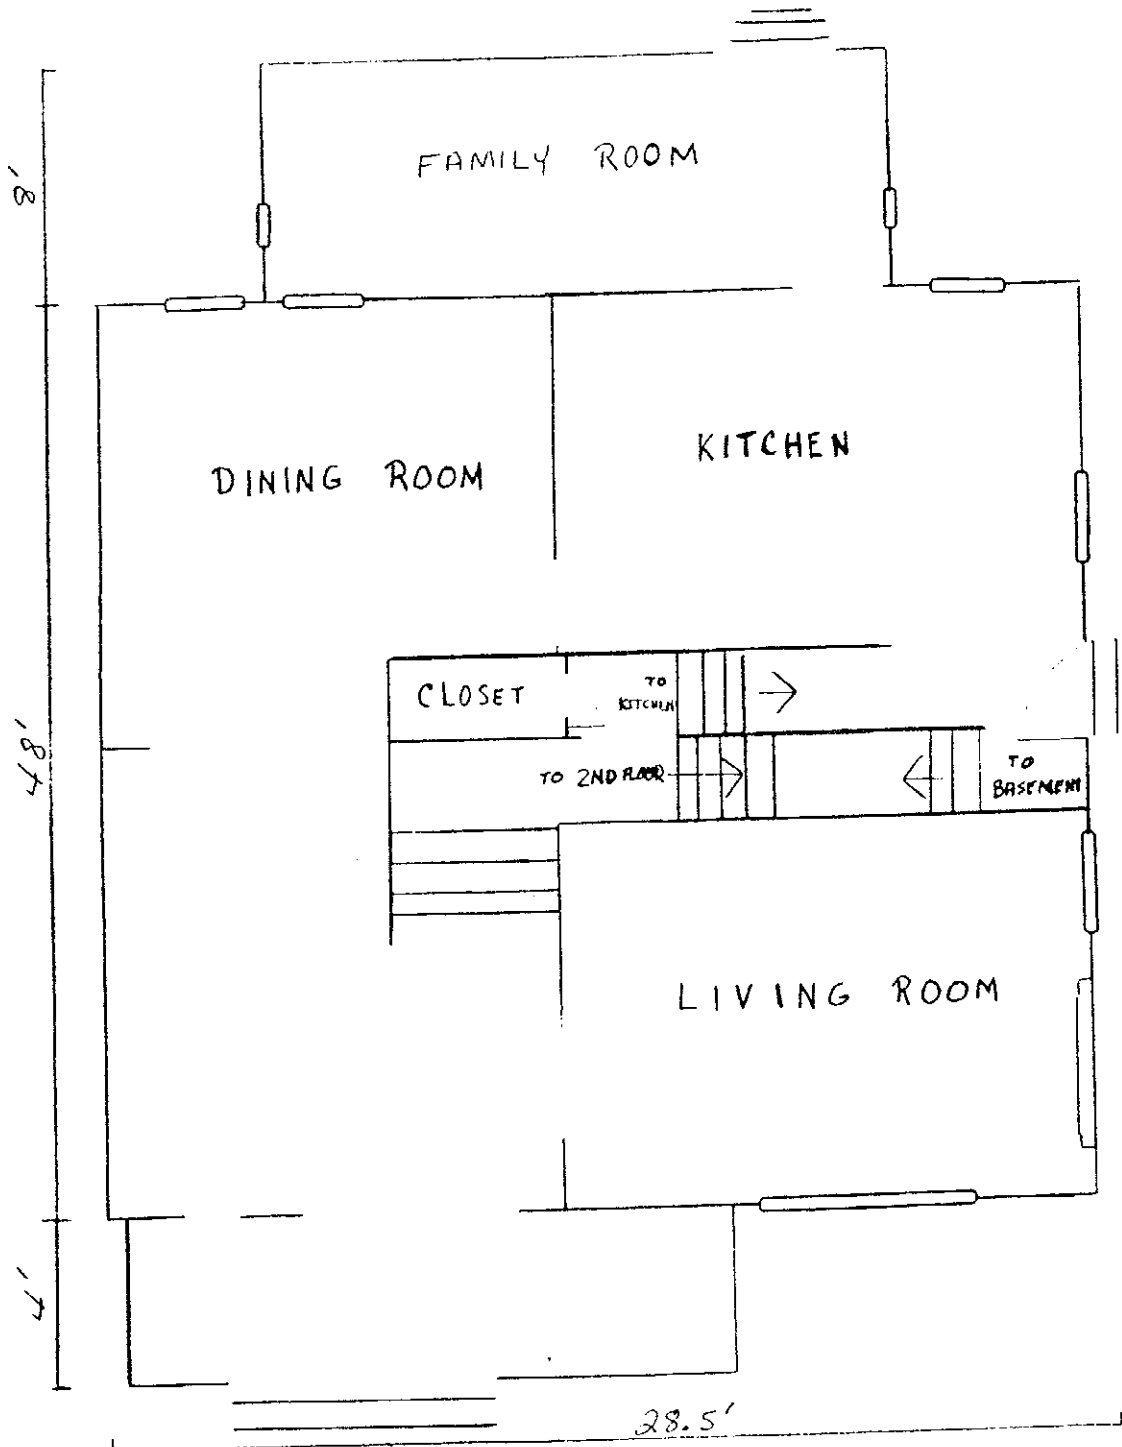 FAMILY ROOM
8'
KITCHEN
DINING ROOM
CLOSET
TO
KITCHEN
48'
TO 2ND FLOOR
TO
BASEMENT
LIVING ROOM
4'
28.5'